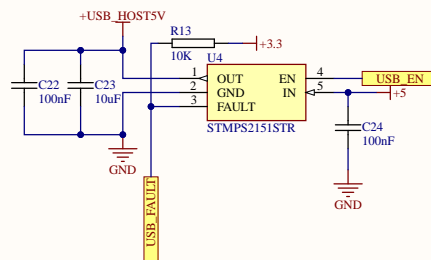 +USB_HOST5V
R13
10K
+3.3
U4
C22
100nF
C23
10uF
1
2
3
OUT
GND
FAULT
EN
IN
4
5
USB_EN
+5
STMPS2151STR
C24
100nF
GND
GND
USB_FAULT